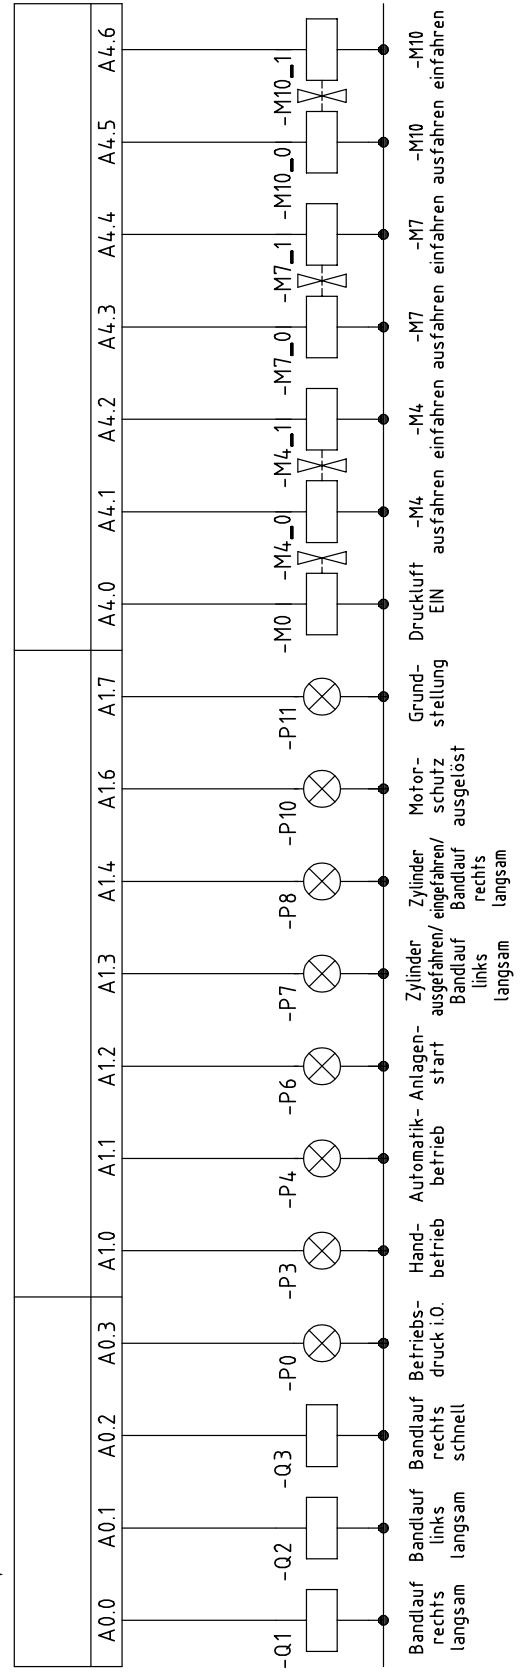 A0.0 A0.1 A0.2 A0.3 A1.0 A1.1 A1.2 A1.3 A1.4 A1.6 A1.7 A4.0 A4.1 A4.2 A4.3 A4.4 A4.5 A4.6
-Q1 -Q2 -Q3 -P0 -P3 -P4 -P6 -P7 -P8 -P10 -P11 -M0 -M4_0 -M4_1 -M7_0 -M7_1 -M10_0 -M10_1
Bandlauf
rechts
langsam
Bandlauf
links
langsam
Bandlauf
rechts
schnell
Betriebs-
druck i.O.
Hand-
betrieb
Automatik-
betrieb
Anlagen-
start
Zylinder
ausgefahren/
Bandlauf
links
langsam
Zylinder
eingefahren/
Bandlauf
rechts
langsam
Motor-
schutz
ausgelöst
Grund-
stellung
Druckluft
EIN
-M4
ausfahren
-M4
einfahren
-M7
ausfahren
-M7
einfahren
-M10
ausfahren
-M10
einfahren